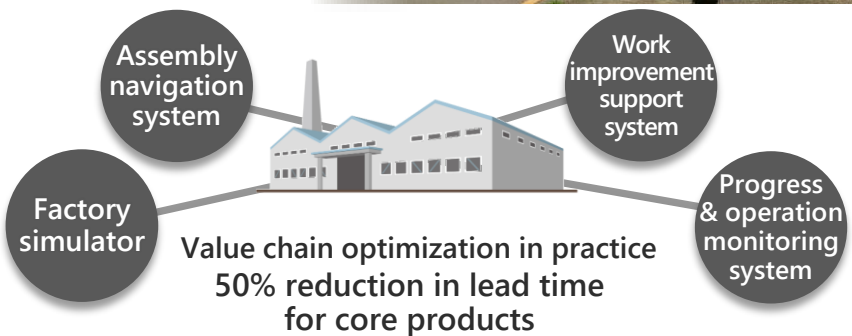 Assembly
navigation
system
Work
improvement
support
system
Factory
simulator
Progress
& operation
monitoring
system
Value chain optimization in practice
50% reduction in lead time
for core products